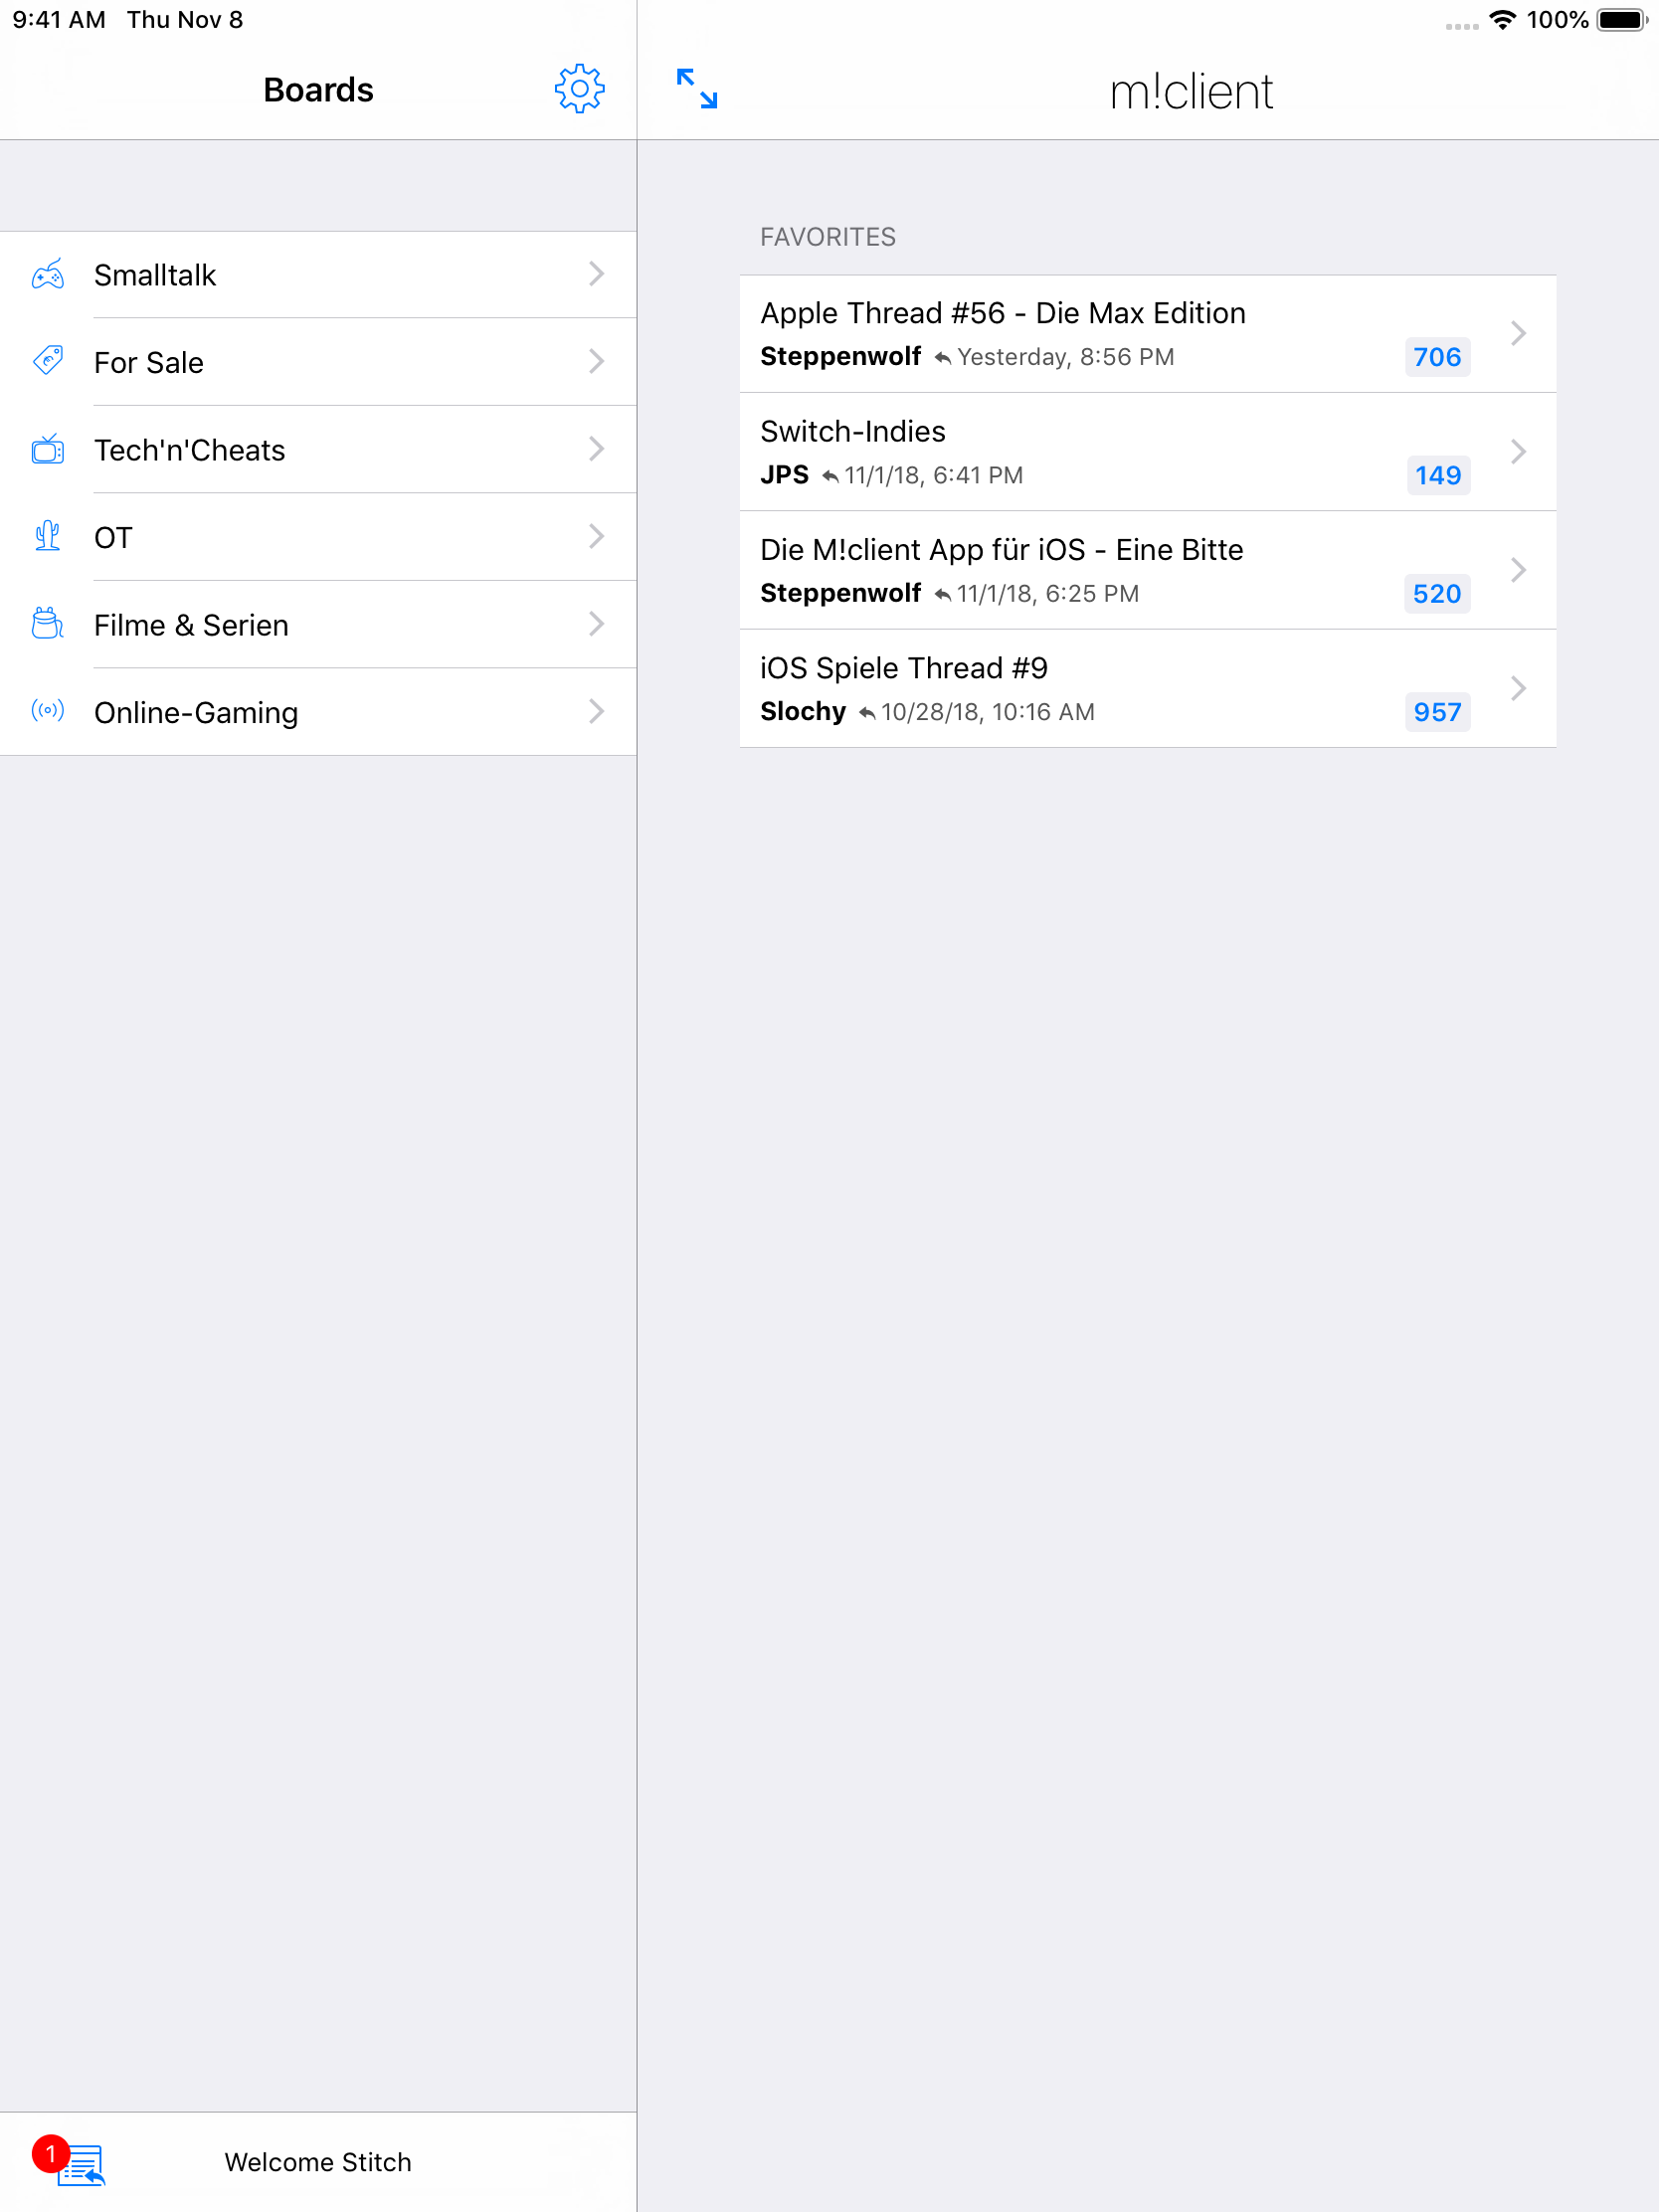 9:41 AM Thu Nov 8
100%
Boards
m!client
Smalltalk
For Sale
Tech'n'Cheats
OT
Filme & Serien
Online-Gaming
FAVORITES
Apple Thread #56 - Die Max Edition
Steppenwolf Yesterday, 8:56 PM
706
Switch-Indies
JPS 11/1/18, 6:41 PM
149
Die M!client App für iOS - Eine Bitte
Steppenwolf 11/1/18, 6:25 PM
520
iOS Spiele Thread #9
Slochy 10/28/18, 10:16 AM
957
1
Welcome Stitch